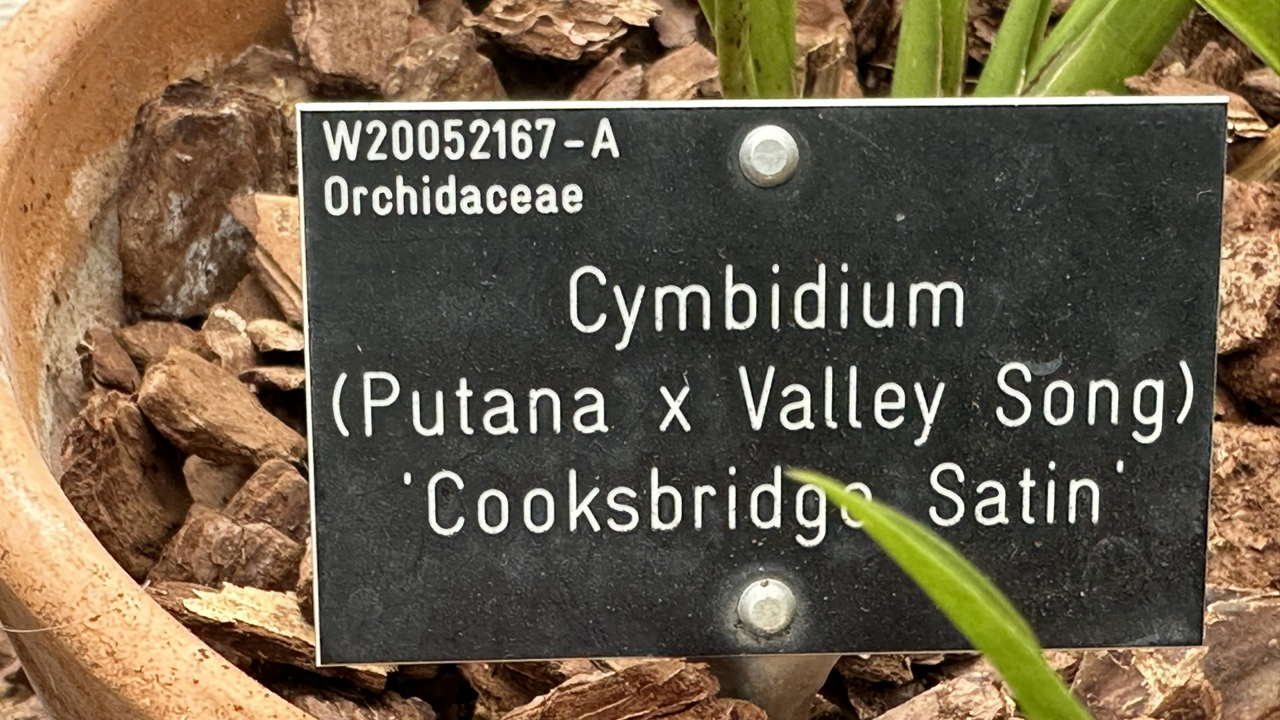 W20052167-A
Orchidaceae
Cymbidium
(Putana x Valley Song)
'Cooksbridge Satin'